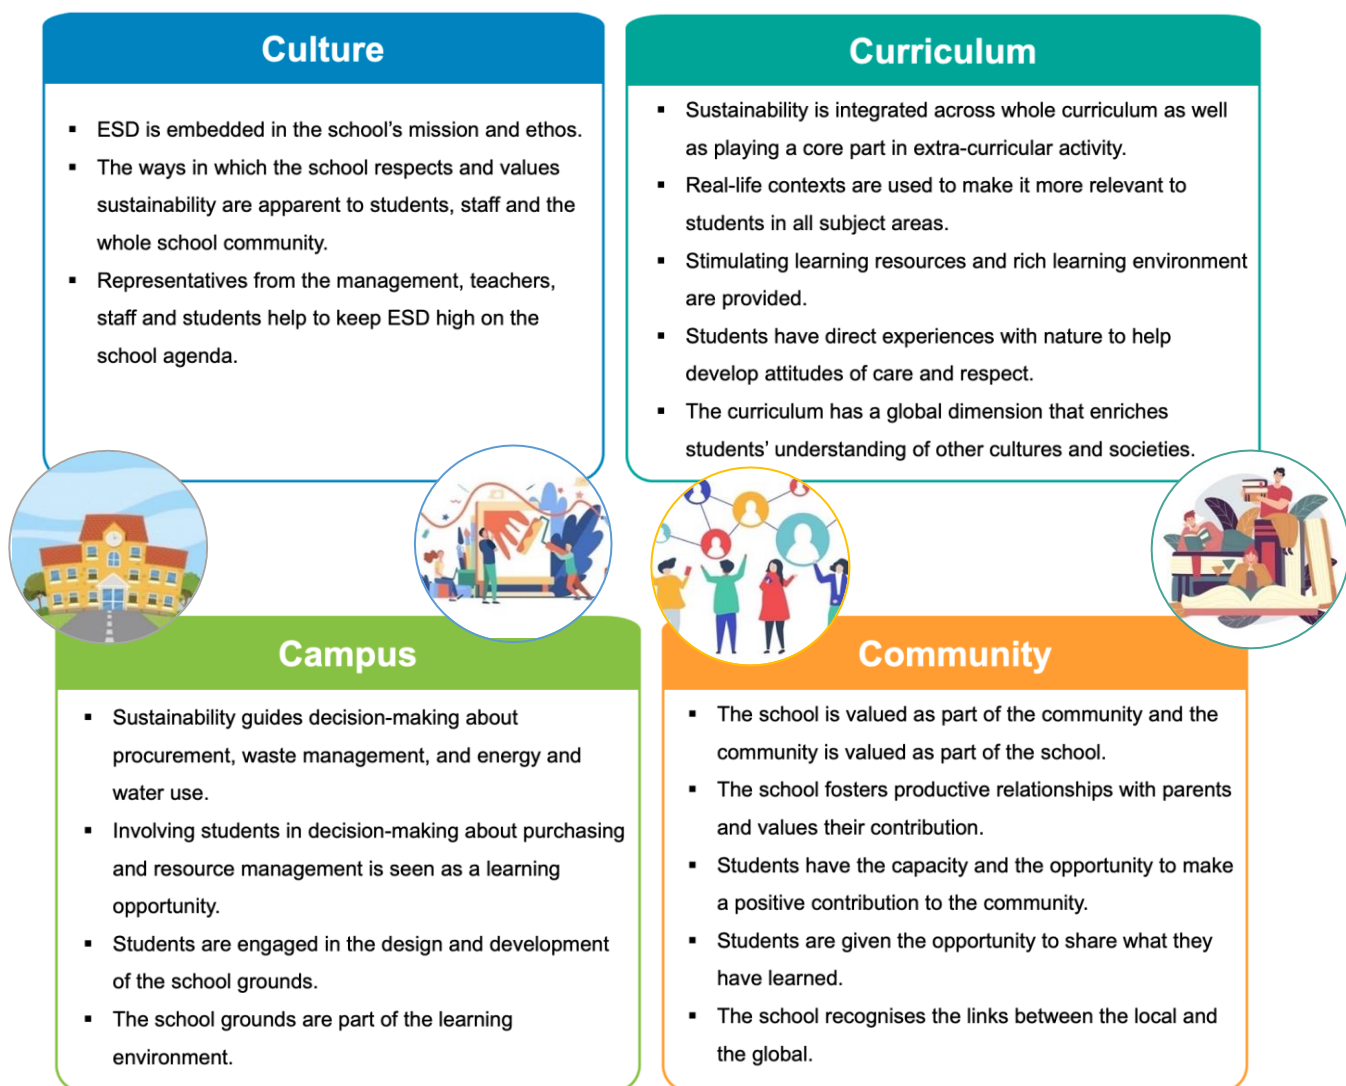 Culture
▪ ESD is embedded in the school’s mission and ethos.
▪ The ways in which the school respects and values
sustainability are apparent to students, staff and the
whole school community.
▪ Representatives from the management, teachers,
staff and students help to keep ESD high on the
school agenda.
Curriculum
▪ Sustainability is integrated across whole curriculum as well
as playing a core part in extra-curricular activity.
▪ Real-life contexts are used to make it more relevant to
students in all subject areas.
▪ Stimulating learning resources and rich learning environment
are provided.
▪ Students have direct experiences with nature to help
develop attitudes of care and respect.
▪ The curriculum has a global dimension that enriches
students’ understanding of other cultures and societies.
Campus
▪ Sustainability guides decision-making about
procurement, waste management, and energy and
water use.
▪ Involving students in decision-making about purchasing
and resource management is seen as a learning
opportunity.
▪ Students are engaged in the design and development
of the school grounds.
▪ The school grounds are part of the learning
environment.
Community
▪ The school is valued as part of the community and the
community is valued as part of the school.
▪ The school fosters productive relationships with parents
and values their contribution.
▪ Students have the capacity and the opportunity to make
a positive contribution to the community.
▪ Students are given the opportunity to share what they
have learned.
▪ The school recognises the links between the local and
the global.